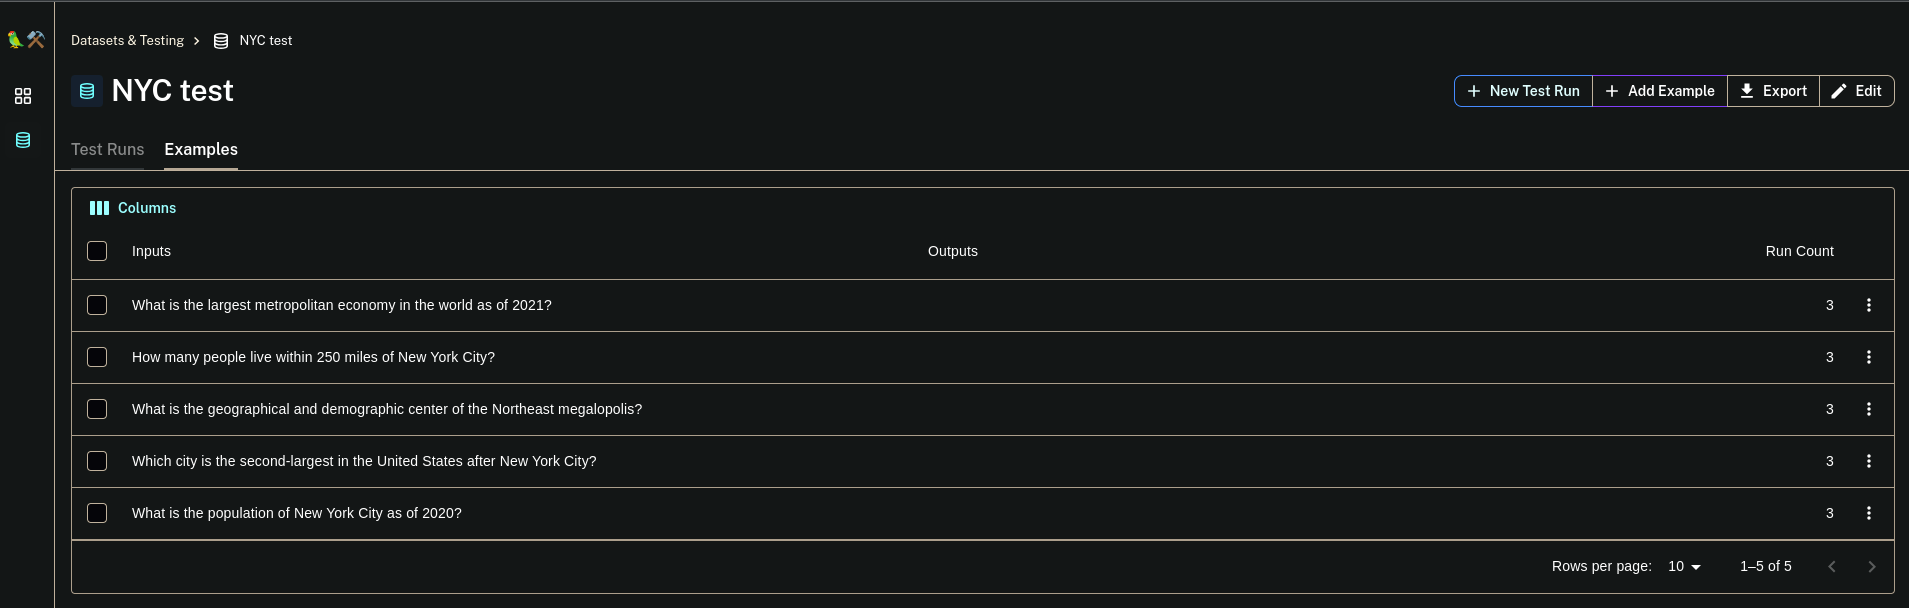 Datasets & Testing > NYC test
NYC test
New Test Run
Add Example
Export
Edit
Test Runs
Examples
Columns
Inputs Outputs Run Count
What is the largest metropolitan economy in the world as of 2021? 3
How many people live within 250 miles of New York City? 3
What is the geographical and demographic center of the Northeast megalopolis? 3
Which city is the second-largest in the United States after New York City? 3
What is the population of New York City as of 2020? 3
Rows per page: 10 1–5 of 5